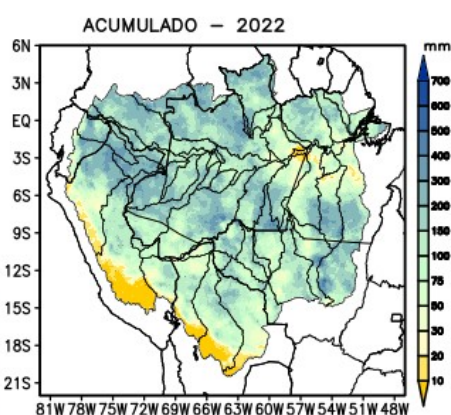 ACUMULADO − 2022
mm
6N
3N
EQ
3S
6S
9S
12S
15S
18S
21S
700
600
400
300
200
150
100
75
50
30
20
10
81W 78W 75W 72W 69W 66W 63W 60W 57W 54W 51W 48W